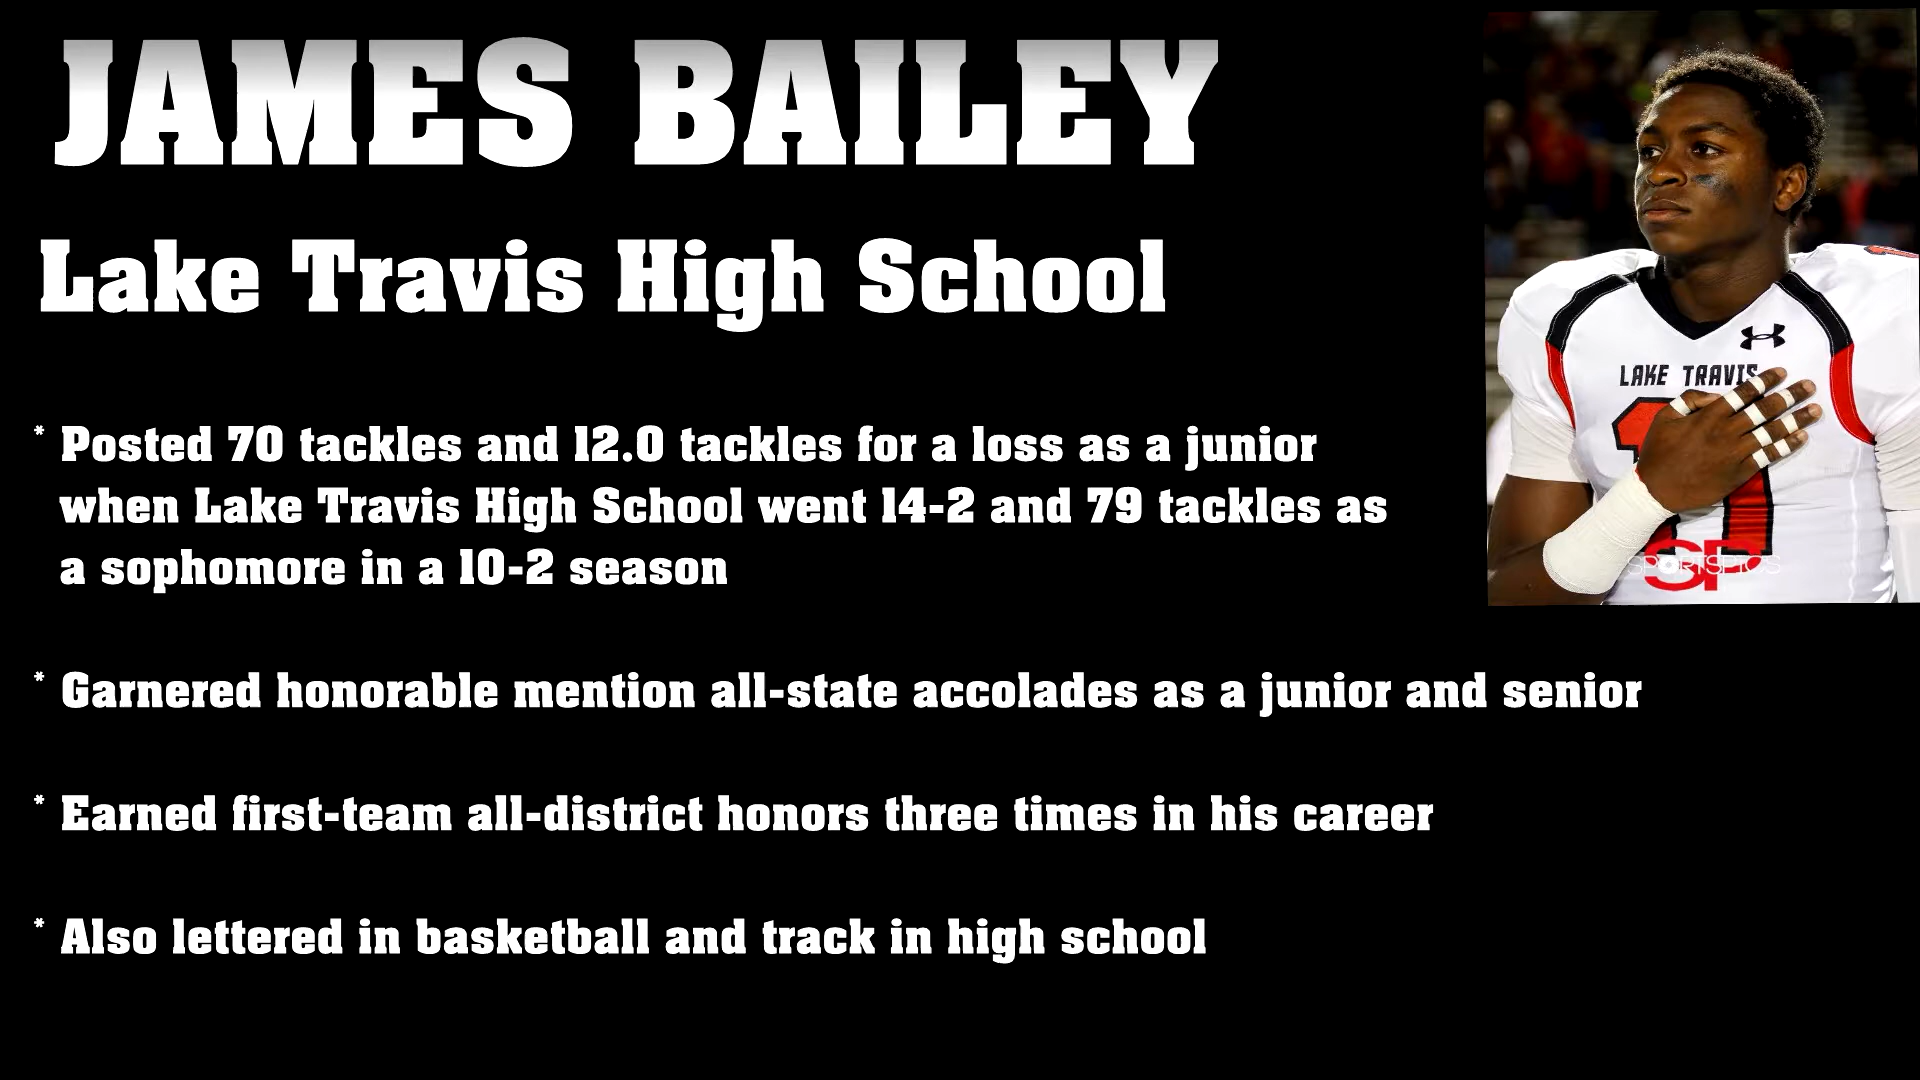 JAMES BAILEY
Lake Travis High School
* Posted 70 tackles and 12.0 tackles for a loss as a junior
when Lake Travis High School went 14-2 and 79 tackles as
a sophomore in a 10-2 season
* Garnered honorable mention all-state accolades as a junior and senior
* Earned first-team all-district honors three times in his career
* Also lettered in basketball and track in high school
LAKE TRAVIS
SP
SPORTSPICS